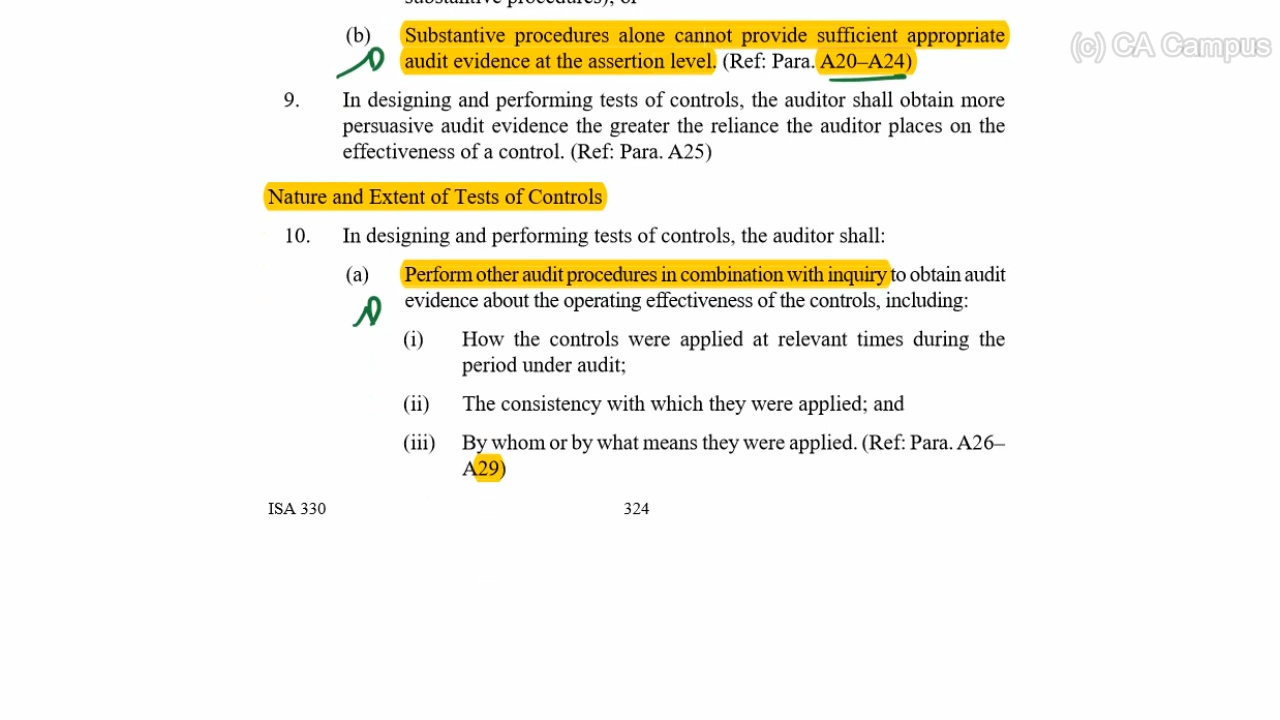 substantive procedures); or
(c) CA Campus
(b) Substantive procedures alone cannot provide sufficient appropriate
audit evidence at the assertion level. (Ref: Para. A20–A24)
9. In designing and performing tests of controls, the auditor shall obtain more
persuasive audit evidence the greater the reliance the auditor places on the
effectiveness of a control. (Ref: Para. A25)
Nature and Extent of Tests of Controls
10. In designing and performing tests of controls, the auditor shall:
(a) Perform other audit procedures in combination with inquiry to obtain audit
evidence about the operating effectiveness of the controls, including:
(i) How the controls were applied at relevant times during the
period under audit;
(ii) The consistency with which they were applied; and
(iii) By whom or by what means they were applied. (Ref: Para. A26–
A29)
ISA 330 324